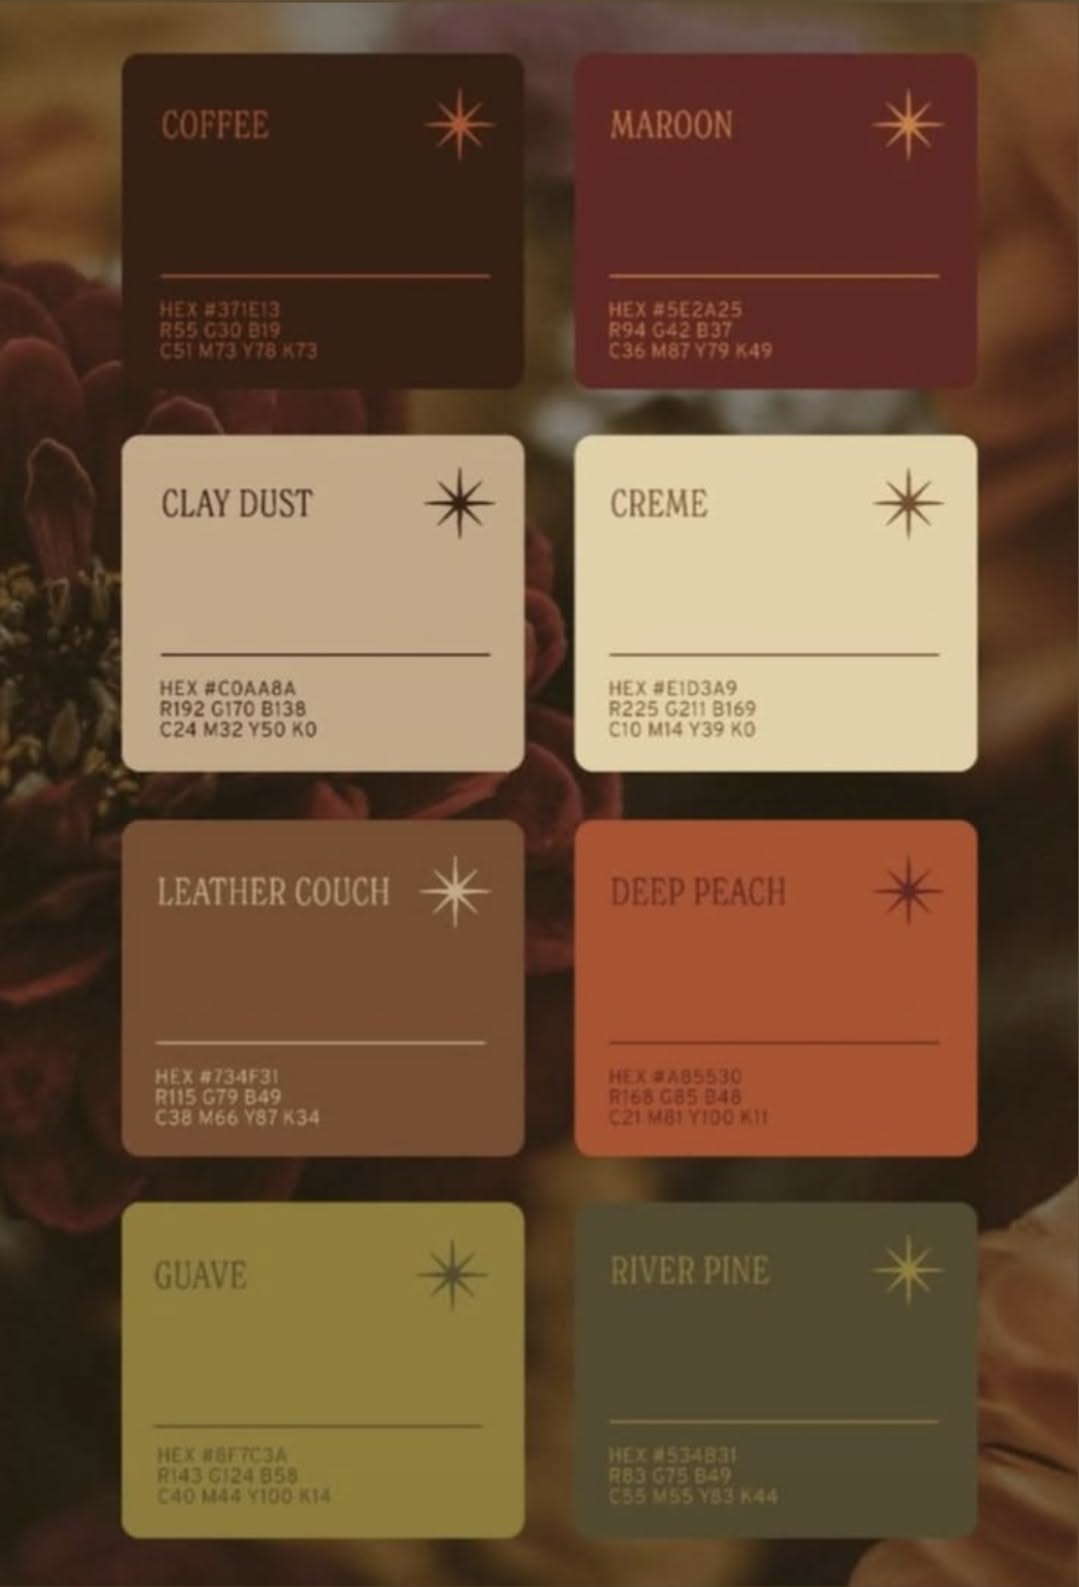 COFFEE
HEX #371E13
R55 G30 B19
C51 M73 Y78 K73
MAROON
HEX #5E2A25
R94 G42 B37
C36 M87 Y79 K49
CLAY DUST
HEX #C0AA8A
R192 G170 B138
C24 M32 Y50 K0
CREME
HEX #E1D3A9
R225 G211 B169
C10 M14 Y39 K0
LEATHER COUCH
HEX #734F31
R115 G79 B49
C38 M66 Y87 K34
DEEP PEACH
HEX #A85530
R168 G85 B48
C21 M81 Y100 K11
GUAVE
HEX #8F7C3A
R143 G124 B58
C40 M44 Y100 K14
RIVER PINE
HEX #534B31
R83 G75 B49
C55 M55 Y83 K44